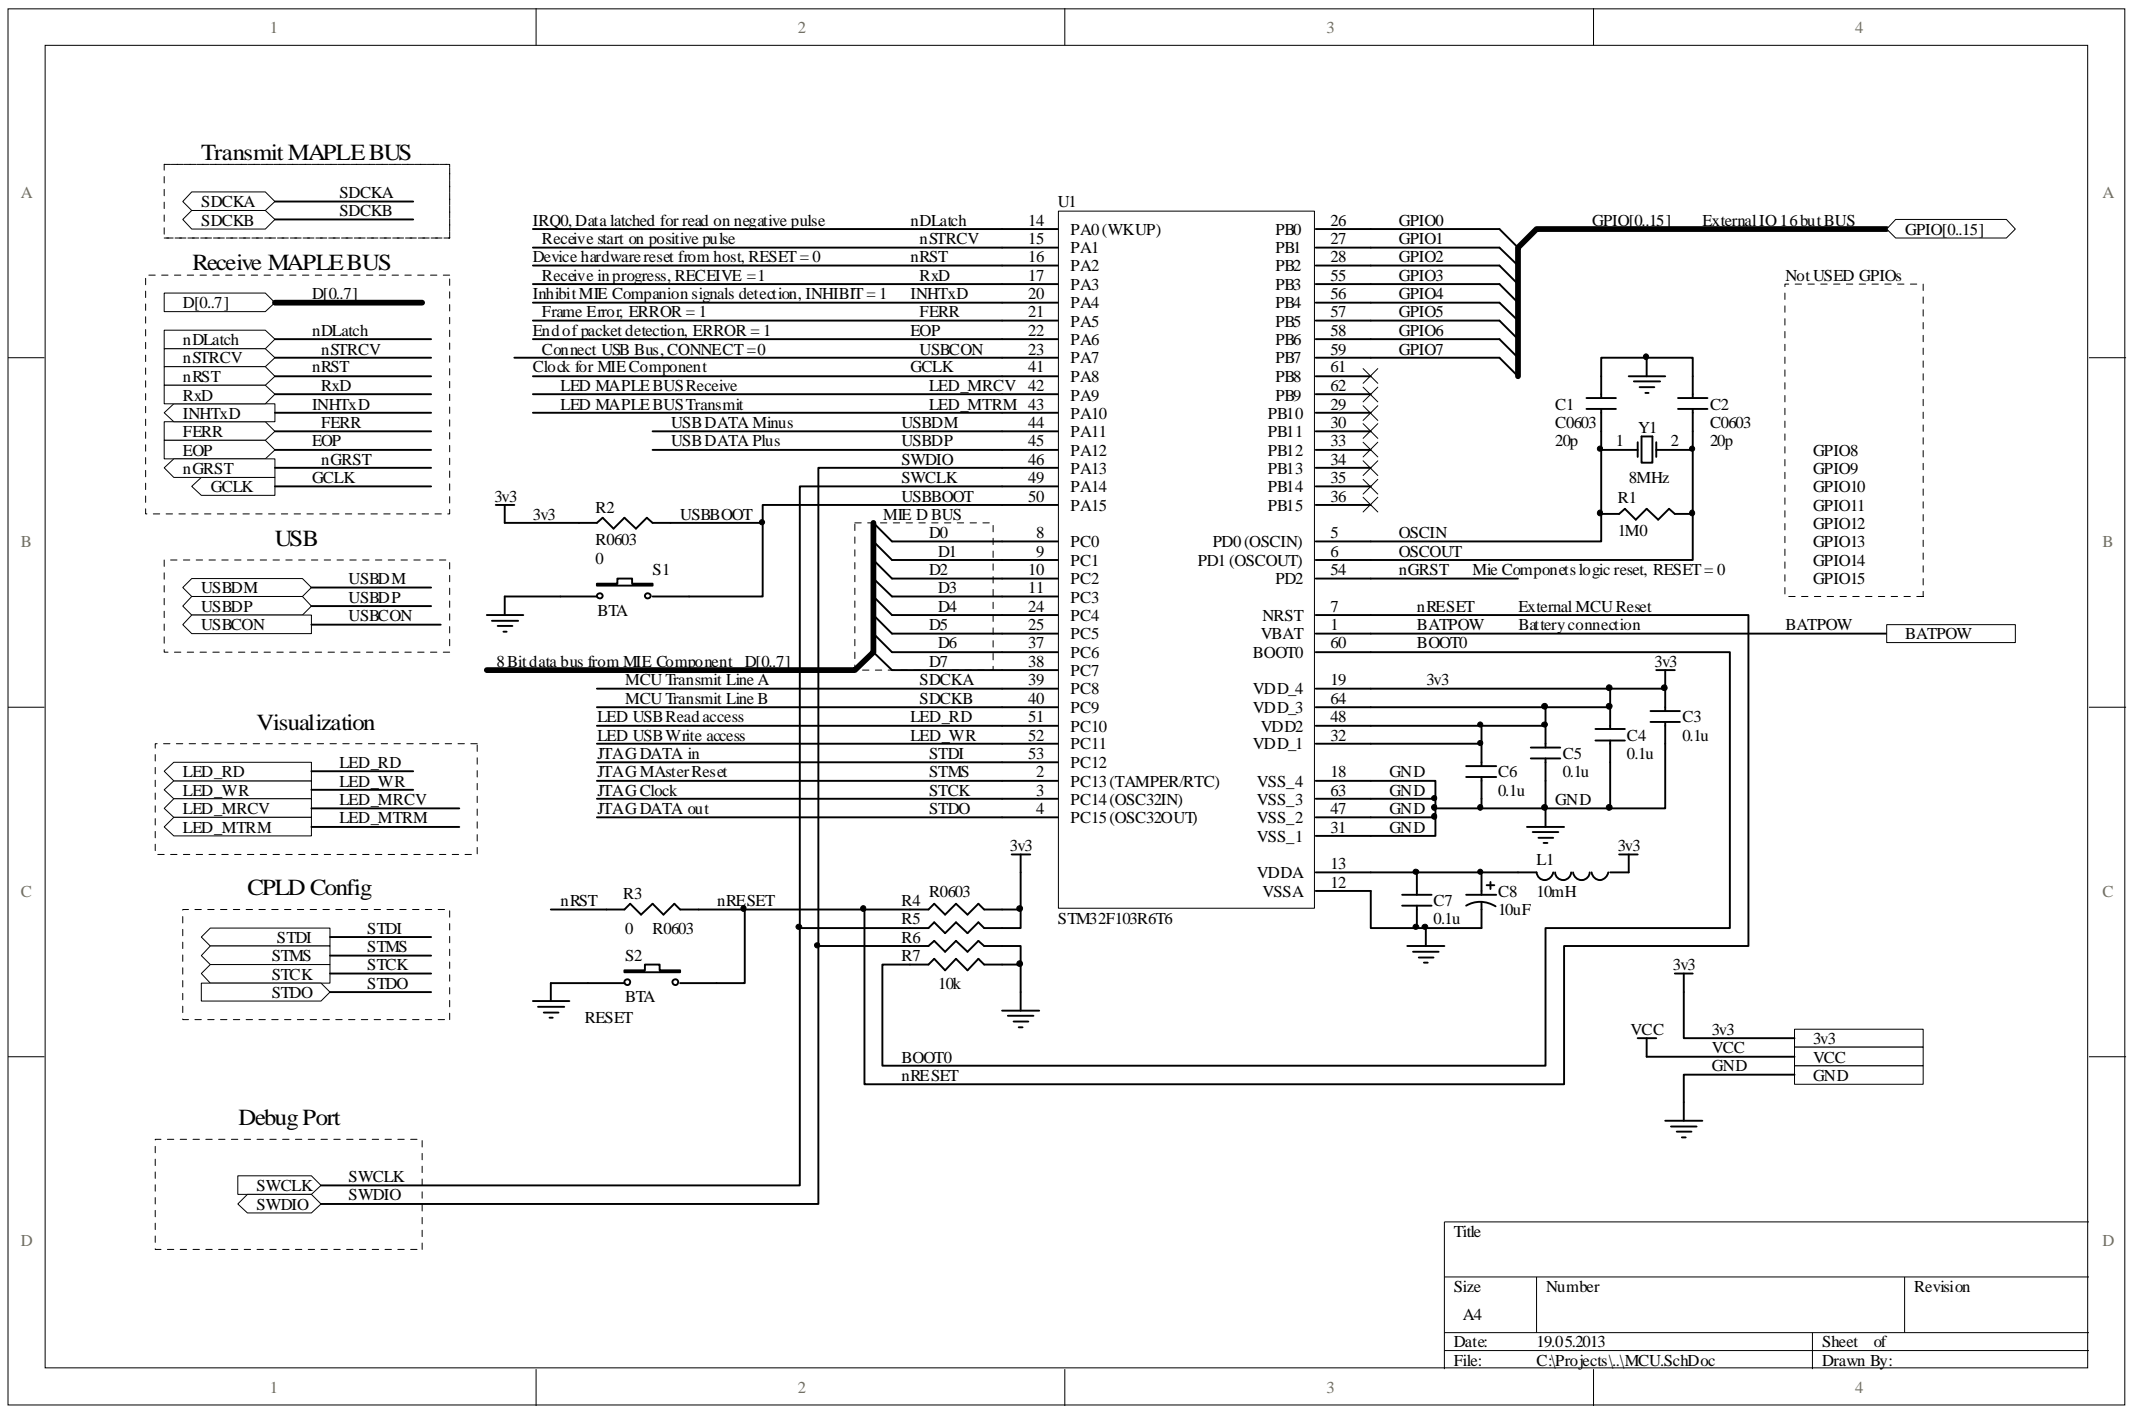 1 2 3 4
A
B
C
D
Transmit MAPLE BUS
SDCKA SDCKA
SDCKB SDCKB
Receive MAPLE BUS
D[0..7] D[0..7]
nDLatch nDLatch
nSTRCV nSTRCV
nRST nRST
RxD RxD
INHTxD INHTxD
FERR FERR
EOP EOP
nGRST nGRST
GCLK GCLK
USB
USBDM USBDM
USBDP USBDP
USBCON USBCON
Visualization
LED_RD LED_RD
LED_WR LED_WR
LED_MRCV LED_MRCV
LED_MTRM LED_MTRM
CPLD Config
STDI STDI
STMS STMS
STCK STCK
STDO STDO
Debug Port
SWCLK SWCLK
SWDIO SWDIO
U1
IRQ0, Data latched for read on negative pulse nDLatch 14 PA0 (WKUP)
Receive start on positive pulse nSTRCV 15 PA1
Device hardware reset from host, RESET = 0 nRST 16 PA2
Receive in progress, RECEIVE = 1 RxD 17 PA3
Inhibit MIE Companion signals detection, INHIBIT = 1 INHTxD 20 PA4
Frame Error, ERROR = 1 FERR 21 PA5
End of packet detection, ERROR = 1 EOP 22 PA6
Connect USB Bus, CONNECT = 0 USBCON 23 PA7
Clock for MIE Component GCLK 41 PA8
LED MAPLE BUS Receive LED_MRCV 42 PA9
LED MAPLE BUS Transmit LED_MTRM 43 PA10
USB DATA Minus USBDM 44 PA11
USB DATA Plus USBDP 45 PA12
SWDIO 46 PA13
SWCLK 49 PA14
USBBOOT 50 PA15
3v3
3v3 R2 USBBOOT
R0603
0
S1
BTA
MIE D BUS
D0 8 PC0
D1 9 PC1
D2 10 PC2
D3 11 PC3
D4 24 PC4
D5 25 PC5
D6 37 PC6
8 Bit data bus from MIE Component D[0..7] D7 38 PC7
MCU Transmit Line A SDCKA 39 PC8
MCU Transmit Line B SDCKB 40 PC9
LED USB Read access LED_RD 51 PC10
LED USB Write access LED_WR 52 PC11
JTAG DATA in STDI 53 PC12
JTAG MAster Reset STMS 2 PC13 (TAMPER/RTC)
JTAG Clock STCK 3 PC14 (OSC32IN)
JTAG DATA out STDO 4 PC15 (OSC32OUT)
PB0 26 GPIO0
PB1 27 GPIO1
PB2 28 GPIO2
PB3 55 GPIO3
PB4 56 GPIO4
PB5 57 GPIO5
PB6 58 GPIO6
PB7 59 GPIO7
PB8 61
PB9 62
PB10 29
PB11 30
PB12 33
PB13 34
PB14 35
PB15 36
PD0 (OSCIN) 5 OSCIN
PD1 (OSCOUT) 6 OSCOUT
PD2 54 nGRST Mie Componets logic reset, RESET = 0
NRST 7 nRESET External MCU Reset
VBAT 1 BATPOW Battery connection BATPOW BATPOW
BOOT0 60 BOOT0
VDD_4 19 3v3
VDD_3 64
VDD2 48
VDD_1 32
VSS_4 18 GND
VSS_3 63 GND
VSS_2 47 GND
VSS_1 31 GND
VDDA 13
VSSA 12
STM32F103R6T6
GPIO[0..15] External IO 16 but BUS GPIO[0..15]
Not USED GPIOs
GPIO8
GPIO9
GPIO10
GPIO11
GPIO12
GPIO13
GPIO14
GPIO15
C1
C0603
20p
C2
C0603
20p
Y1
1 2
8MHz
R1
1M0
3v3
C3
0.1u
C4
0.1u
C5
0.1u
C6
0.1u
GND
L1
10mH
3v3
C7
0.1u
+
C8
10uF
3v3
nRST R3 nRESET
0 R0603
S2
BTA
RESET
R4 R0603
R5
R6
R7
10k
BOOT0
nRESET
3v3
VCC
3v3 3v3
VCC VCC
GND GND
Title
Size Number Revision
A4
Date: 19.05.2013 Sheet of
File: C:\Projects\..\MCU.SchDoc Drawn By:
A
B
C
D
1 2 3 4